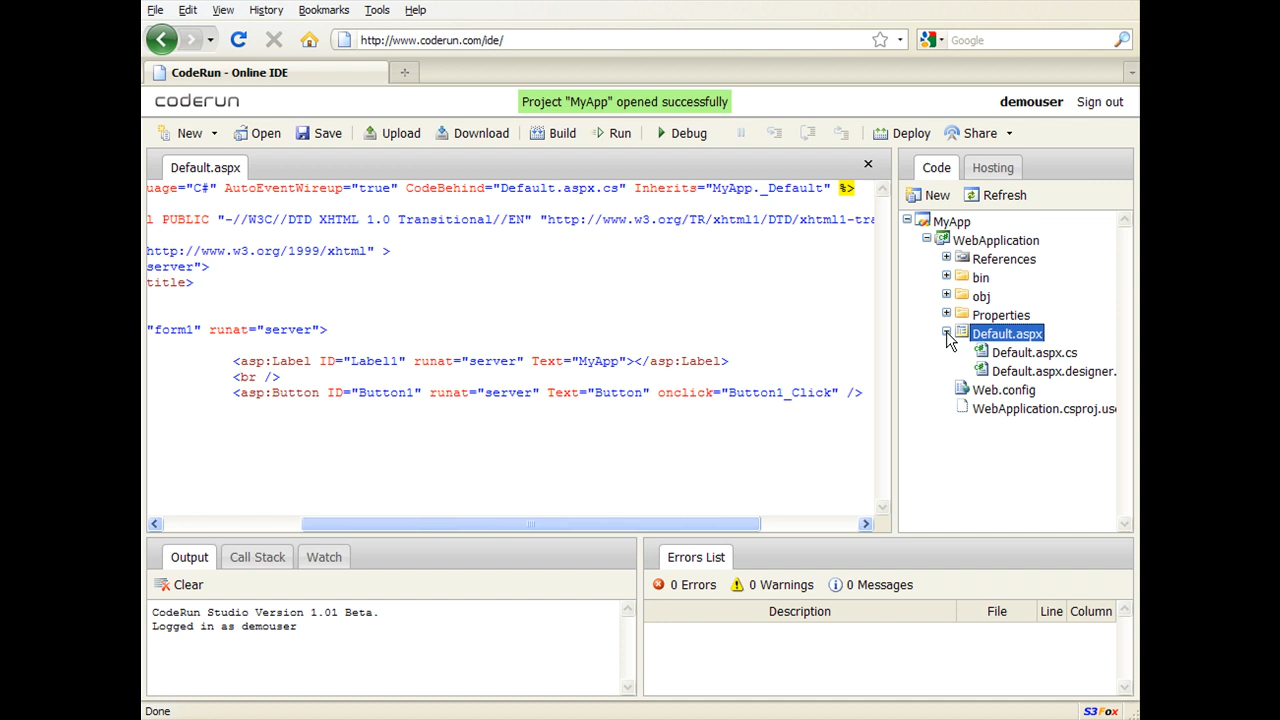 File Edit View History Bookmarks Tools Help
http://www.coderun.com/ide/
Google
CodeRun - Online IDE
coderun
Project "MyApp" opened successfully
demouser Sign out
New Open Save Upload Download Build Run Debug Deploy Share
Default.aspx
Code Hosting
New Refresh
uage="C#" AutoEventWireup="true" CodeBehind="Default.aspx.cs" Inherits="MyApp._Default" %>
l PUBLIC "-//W3C//DTD XHTML 1.0 Transitional//EN" "http://www.w3.org/TR/xhtml1/DTD/xhtml1-tra
http://www.w3.org/1999/xhtml" >
server">
title>
"form1" runat="server">
<asp:Label ID="Label1" runat="server" Text="MyApp"></asp:Label>
<br />
<asp:Button ID="Button1" runat="server" Text="Button" onclick="Button1_Click" />
MyApp
WebApplication
References
bin
obj
Properties
Default.aspx
Default.aspx.cs
Default.aspx.designer.
Web.config
WebApplication.csproj.use
Output Call Stack Watch
Clear
CodeRun Studio Version 1.01 Beta.
Logged in as demouser
Errors List
0 Errors 0 Warnings 0 Messages
Description File Line Column
Done
S3Fox